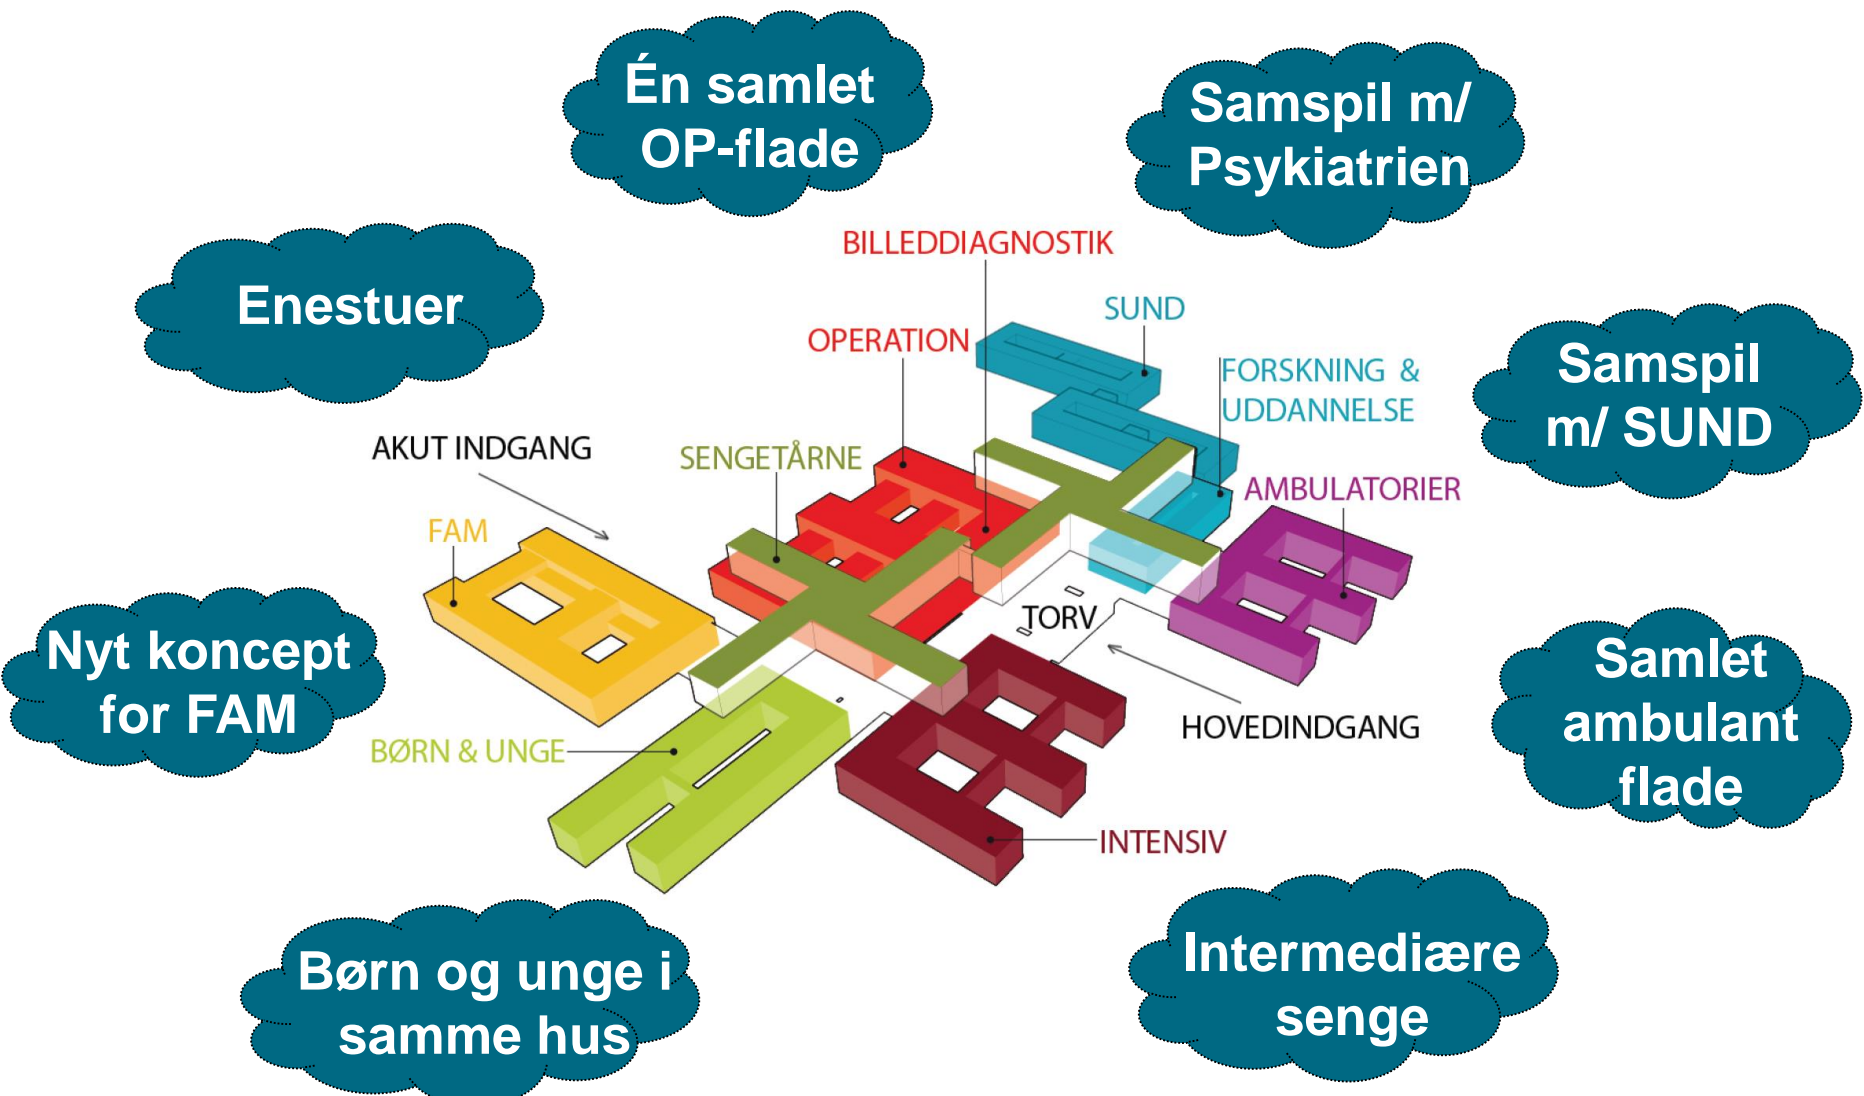 Én samlet
OP-flade
Samspil m/
Psykiatrien
Enestuer
BILLEDDIAGNOSTIK
SUND
OPERATION
FORSKNING &
UDDANNELSE
Samspil
m/ SUND
AKUT INDGANG
SENGETÅRNE
AMBULATORIER
FAM
TORV
Nyt koncept
for FAM
Samlet
ambulant
flade
HOVEDINDGANG
BØRN & UNGE
INTENSIV
Børn og unge i
samme hus
Intermediære
senge